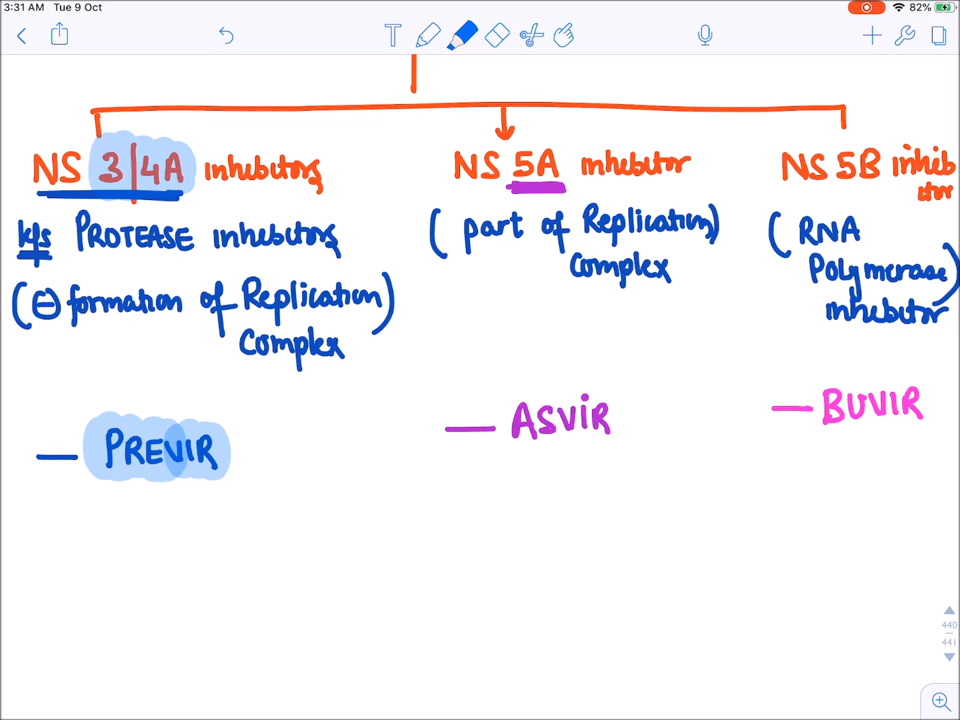 3:31 AM Tue 9 Oct
82%
T
NS 3|4A inhibitors
k/s PROTEASE inhibitors
(⊖ formation of Replication
complex)
— PREVIR
NS 5A inhibitor
(part of Replication
complex)
— ASVIR
NS 5B inhib
itor
(RNA
Polymerase
inhibitor)
— BUVIR
440
441